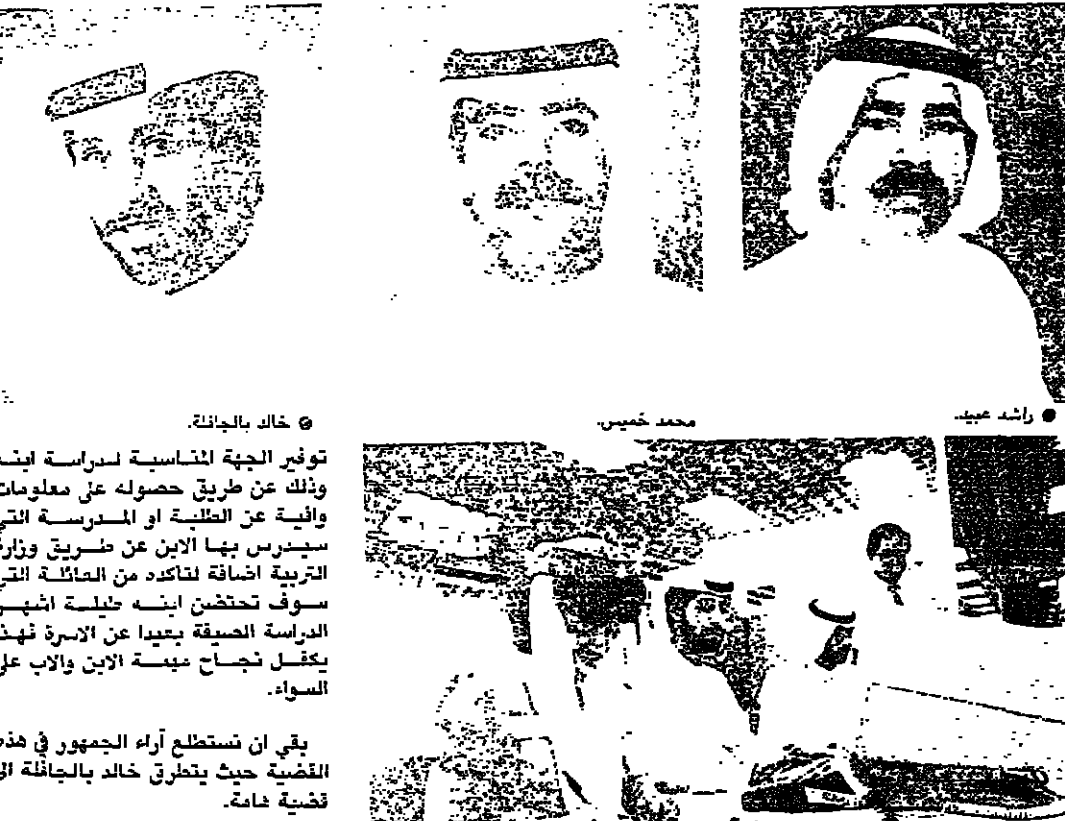 راشد عبيد.
محمد خميس.
خالد بالجافلة.
توفير الجهة المناسبة لدراسة ابنه
وذلك عن طريق حصوله على معلومات
وافية عن الطلبة او المدرسة التي
سيدرس بها الابن عن طريق وزارة
التربية اضافة لتأكده من العائلة التي
سوف تحتضن ابنه طيلة اشهر
الدراسة الصيفة بعيدا عن الاسرة فهذ
يكفل نجاح مهمة الابن والاب على
السواء.
بقي ان نستطلع آراء الجمهور في هذه
القضية حيث يتطرق خالد بالجافلة الى
قضية هامة.